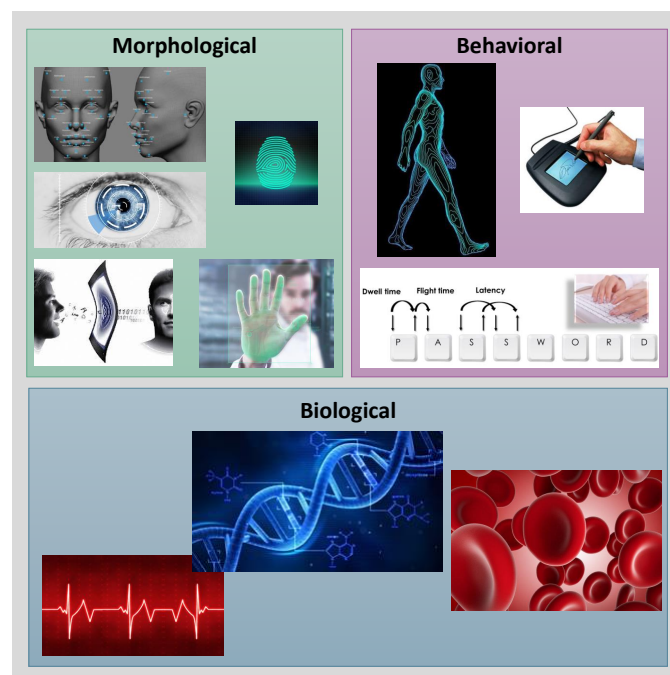 Morphological
Behavioral
Dwell time Flight time Latency
P A S S W O R D
Biological